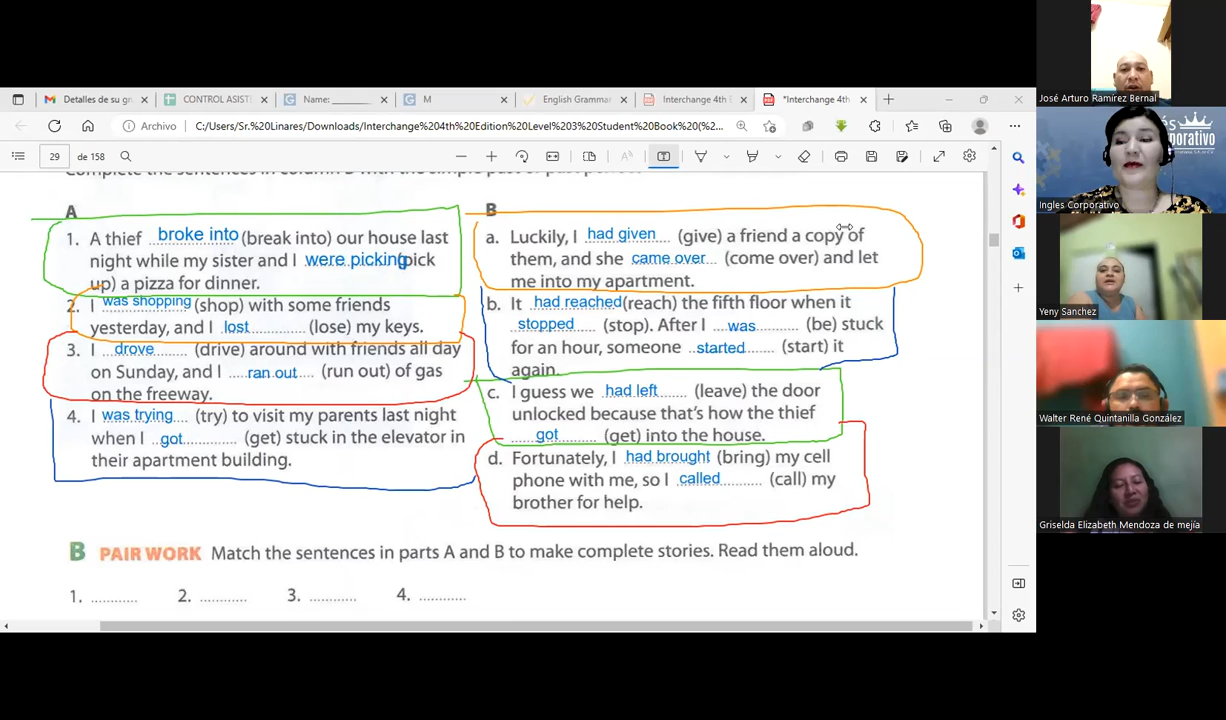 Detalles de su gru
CONTROL ASIST
Name: ________
M
English Grammar
Interchange 4th E
*Interchange 4th
Archivo
C:/Users/Sr.%20Linares/Downloads/Interchange%204th%20Edition%20Level%203%20Student%20Book%20(%2...
29 de 158
A
1. A thief broke into (break into) our house last
night while my sister and I were picking (pick
up) a pizza for dinner.
2. I was shopping (shop) with some friends
yesterday, and I lost (lose) my keys.
3. I drove (drive) around with friends all day
on Sunday, and I ran out (run out) of gas
on the freeway.
4. I was trying (try) to visit my parents last night
when I got (get) stuck in the elevator in
their apartment building.
B
a. Luckily, I had given (give) a friend a copy of
them, and she came over (come over) and let
me into my apartment.
b. It had reached (reach) the fifth floor when it
stopped (stop). After I was (be) stuck
for an hour, someone started (start) it
again.
c. I guess we had left (leave) the door
unlocked because that's how the thief
got (get) into the house.
d. Fortunately, I had brought (bring) my cell
phone with me, so I called (call) my
brother for help.
B PAIR WORK Match the sentences in parts A and B to make complete stories. Read them aloud.
1. ............ 2. ............ 3. ............ 4. ............
José Arturo Ramírez Bernal
Ingles Corporativo
Yeny Sanchez
Walter René Quintanilla González
Griselda Elizabeth Mendoza de mejía